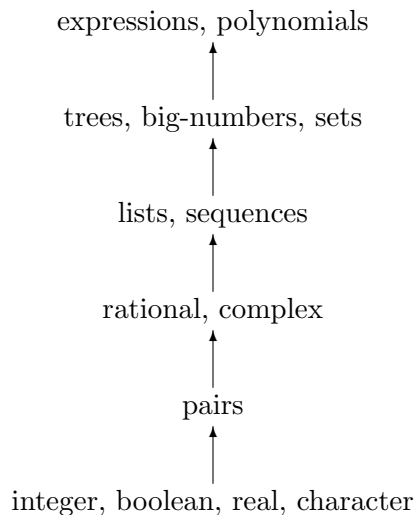 expressions, polynomials
trees, big-numbers, sets
lists, sequences
rational, complex
pairs
integer, boolean, real, character